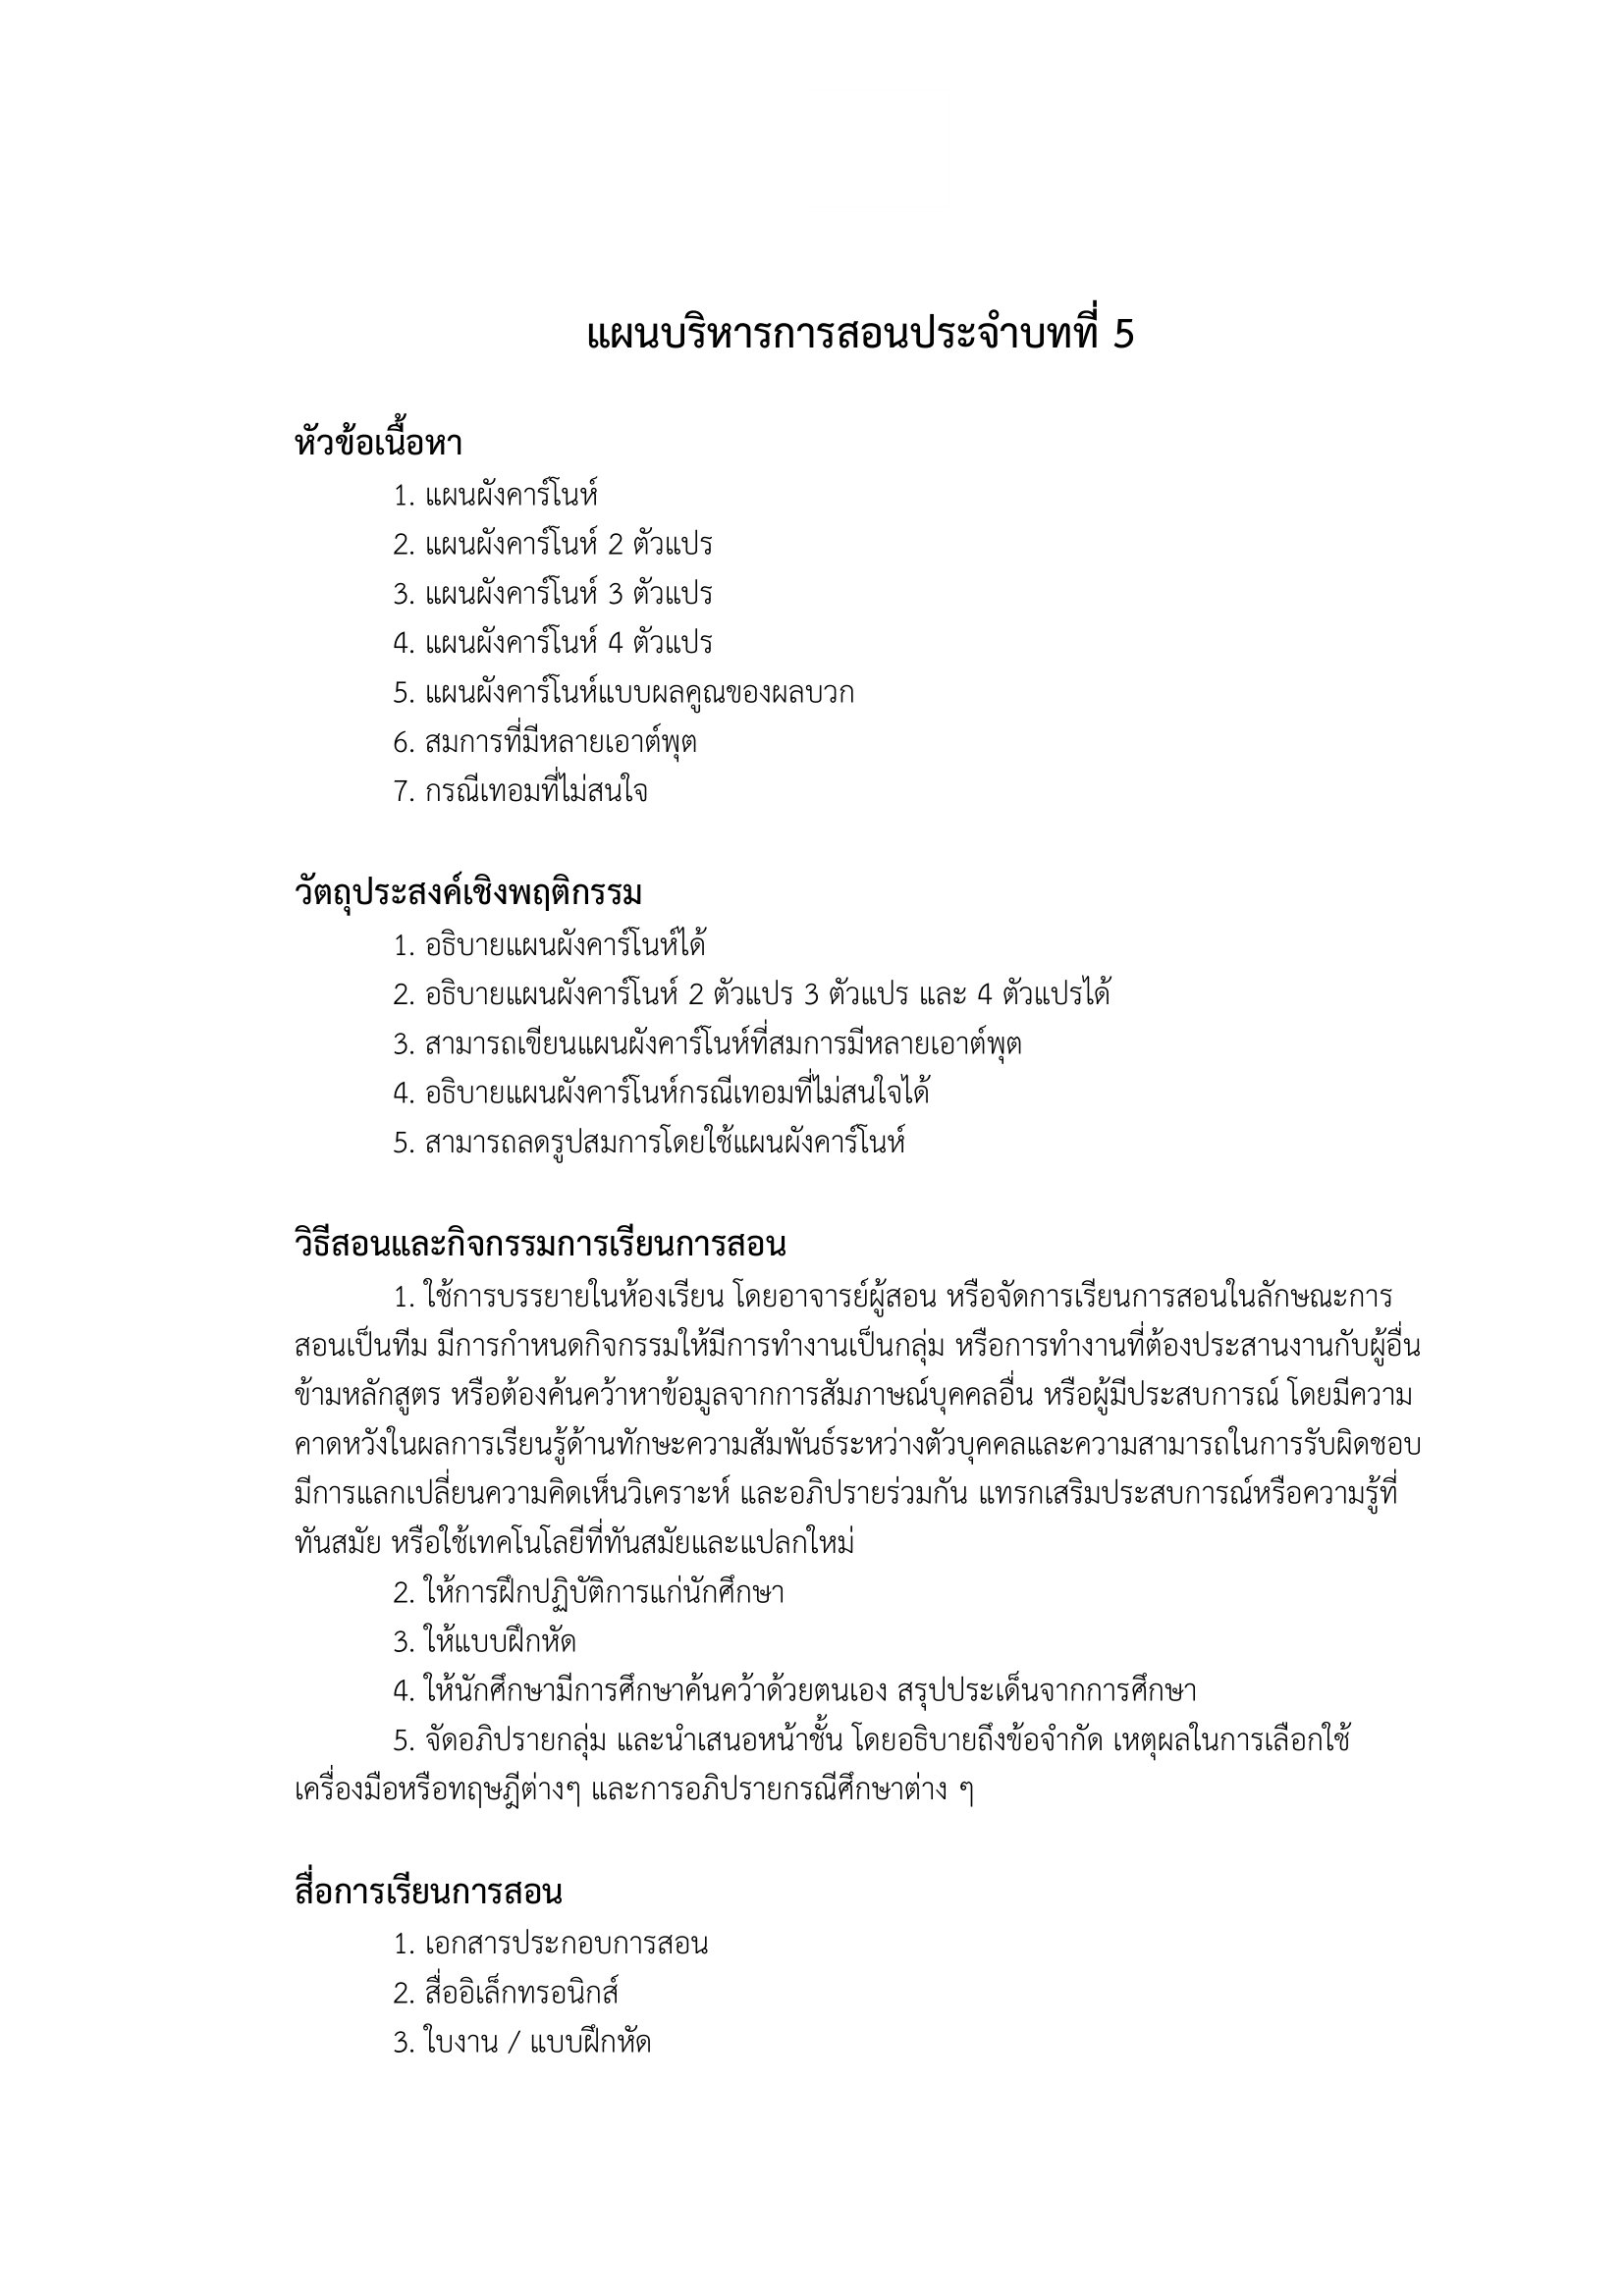 แผนบริหารการสอนประจำบทที่ 5
หัวข้อเนื้อหา
1. แผนผังคาร์โนห์
2. แผนผังคาร์โนห์ 2 ตัวแปร
3. แผนผังคาร์โนห์ 3 ตัวแปร
4. แผนผังคาร์โนห์ 4 ตัวแปร
5. แผนผังคาร์โนห์แบบผลคูณของผลบวก
6. สมการที่มีหลายเอาต์พุต
7. กรณีเทอมที่ไม่สนใจ
วัตถุประสงค์เชิงพฤติกรรม
1. อธิบายแผนผังคาร์โนห์ได้
2. อธิบายแผนผังคาร์โนห์ 2 ตัวแปร 3 ตัวแปร และ 4 ตัวแปรได้
3. สามารถเขียนแผนผังคาร์โนห์ที่สมการมีหลายเอาต์พุต
4. อธิบายแผนผังคาร์โนห์กรณีเทอมที่ไม่สนใจได้
5. สามารถลดรูปสมการโดยใช้แผนผังคาร์โนห์
วิธีสอนและกิจกรรมการเรียนการสอน
1. ใช้การบรรยายในห้องเรียน โดยอาจารย์ผู้สอน หรือจัดการเรียนการสอนในลักษณะการ
สอนเป็นทีม มีการกำหนดกิจกรรมให้มีการทำงานเป็นกลุ่ม หรือการทำงานที่ต้องประสานงานกับผู้อื่น
ข้ามหลักสูตร หรือต้องค้นคว้าหาข้อมูลจากการสัมภาษณ์บุคคลอื่น หรือผู้มีประสบการณ์ โดยมีความ
คาดหวังในผลการเรียนรู้ด้านทักษะความสัมพันธ์ระหว่างตัวบุคคลและความสามารถในการรับผิดชอบ
มีการแลกเปลี่ยนความคิดเห็นวิเคราะห์ และอภิปรายร่วมกัน แทรกเสริมประสบการณ์หรือความรู้ที่
ทันสมัย หรือใช้เทคโนโลยีที่ทันสมัยและแปลกใหม่
2. ให้การฝึกปฏิบัติการแก่นักศึกษา
3. ให้แบบฝึกหัด
4. ให้นักศึกษามีการศึกษาค้นคว้าด้วยตนเอง สรุปประเด็นจากการศึกษา
5. จัดอภิปรายกลุ่ม และนำเสนอหน้าชั้น โดยอธิบายถึงข้อจำกัด เหตุผลในการเลือกใช้
เครื่องมือหรือทฤษฎีต่างๆ และการอภิปรายกรณีศึกษาต่าง ๆ
สื่อการเรียนการสอน
1. เอกสารประกอบการสอน
2. สื่ออิเล็กทรอนิกส์
3. ใบงาน / แบบฝึกหัด